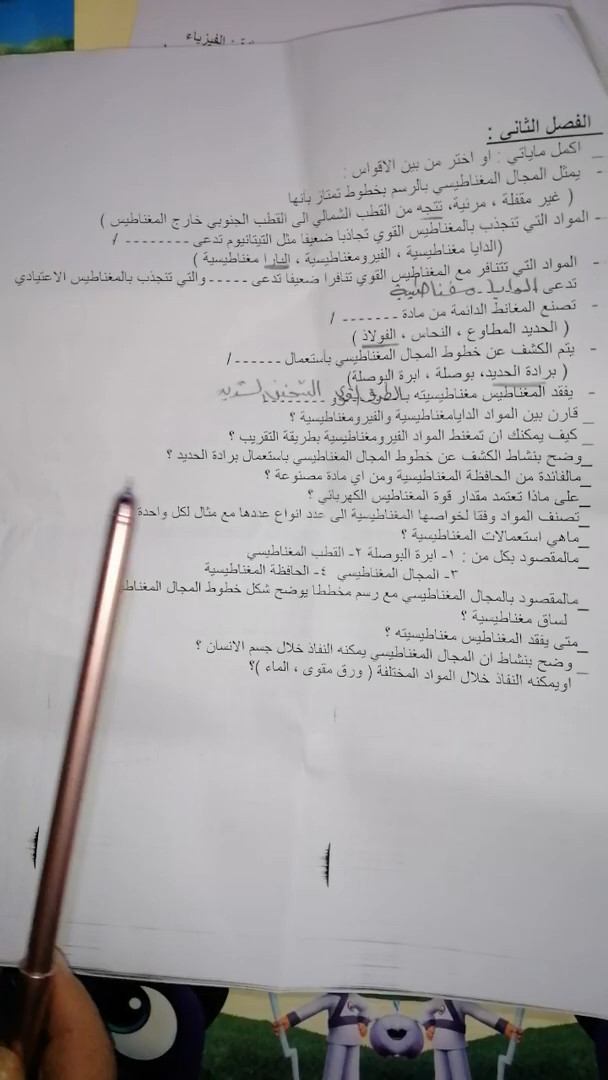 الفيزياء
الفصل الثاني :
_ اكمل ماياتي : او اختر من بين الاقواس :
- يمثل المجال المغناطيسي بالرسم بخطوط تمتاز بانها
( غير مقفلة ، مرئية، تتجه من القطب الشمالي الى القطب الجنوبي خارج المغناطيس )
- المواد التي تنجذب بالمغناطيس القوي تجاذبا ضعيفا مثل التيتانيوم تدعى -------- /
(الدايا مغناطيسية ، الفيرومغناطيسية ، البارا مغناطيسية )
- المواد التي تتنافر مع المغناطيس القوي تنافرا ضعيفا تدعى ----- والتي تنجذب بالمغناطيس الاعتيادي
تدعى الدايا مغناطيسية
- تصنع المغانط الدائمة من مادة ------- /
( الحديد المطاوع ، النحاس ، الفولاذ )
- يتم الكشف عن خطوط المجال المغناطيسي باستعمال ------/
( برادة الحديد، بوصلة ، ابرة البوصلة)
- يفقد المغناطيس مغناطيسيته بالطرق القوي و التسخين الشديد
_ قارن بين المواد الدايامغناطيسية والفيرومغناطيسية ؟
_ كيف يمكنك ان تمغنط المواد الفيرومغناطيسية بطريقة التقريب ؟
_ وضح بنشاط الكشف عن خطوط المجال المغناطيسي باستعمال برادة الحديد ؟
_ مالفائدة من الحافظة المغناطيسية ومن اي مادة مصنوعة ؟
_ على ماذا تعتمد مقدار قوة المغناطيس الكهربائي ؟
_ تصنف المواد وفقا لخواصها المغناطيسية الى عدد انواع عددها مع مثال لكل واحدة
_ ماهي استعمالات المغناطيسية ؟
_ مالمقصود بكل من : ١- ابرة البوصلة ٢- القطب المغناطيسي
٣- المجال المغناطيسي ٤- الحافظة المغناطيسية
_ مالمقصود بالمجال المغناطيسي مع رسم مخططا يوضح شكل خطوط المجال المغناط
لساق مغناطيسية ؟
_ متى يفقد المغناطيس مغناطيسيته ؟
_ وضح بنشاط ان المجال المغناطيسي يمكنه النفاذ خلال جسم الانسان ؟
اويمكنه النفاذ خلال المواد المختلفة ( ورق مقوى ، الماء )؟